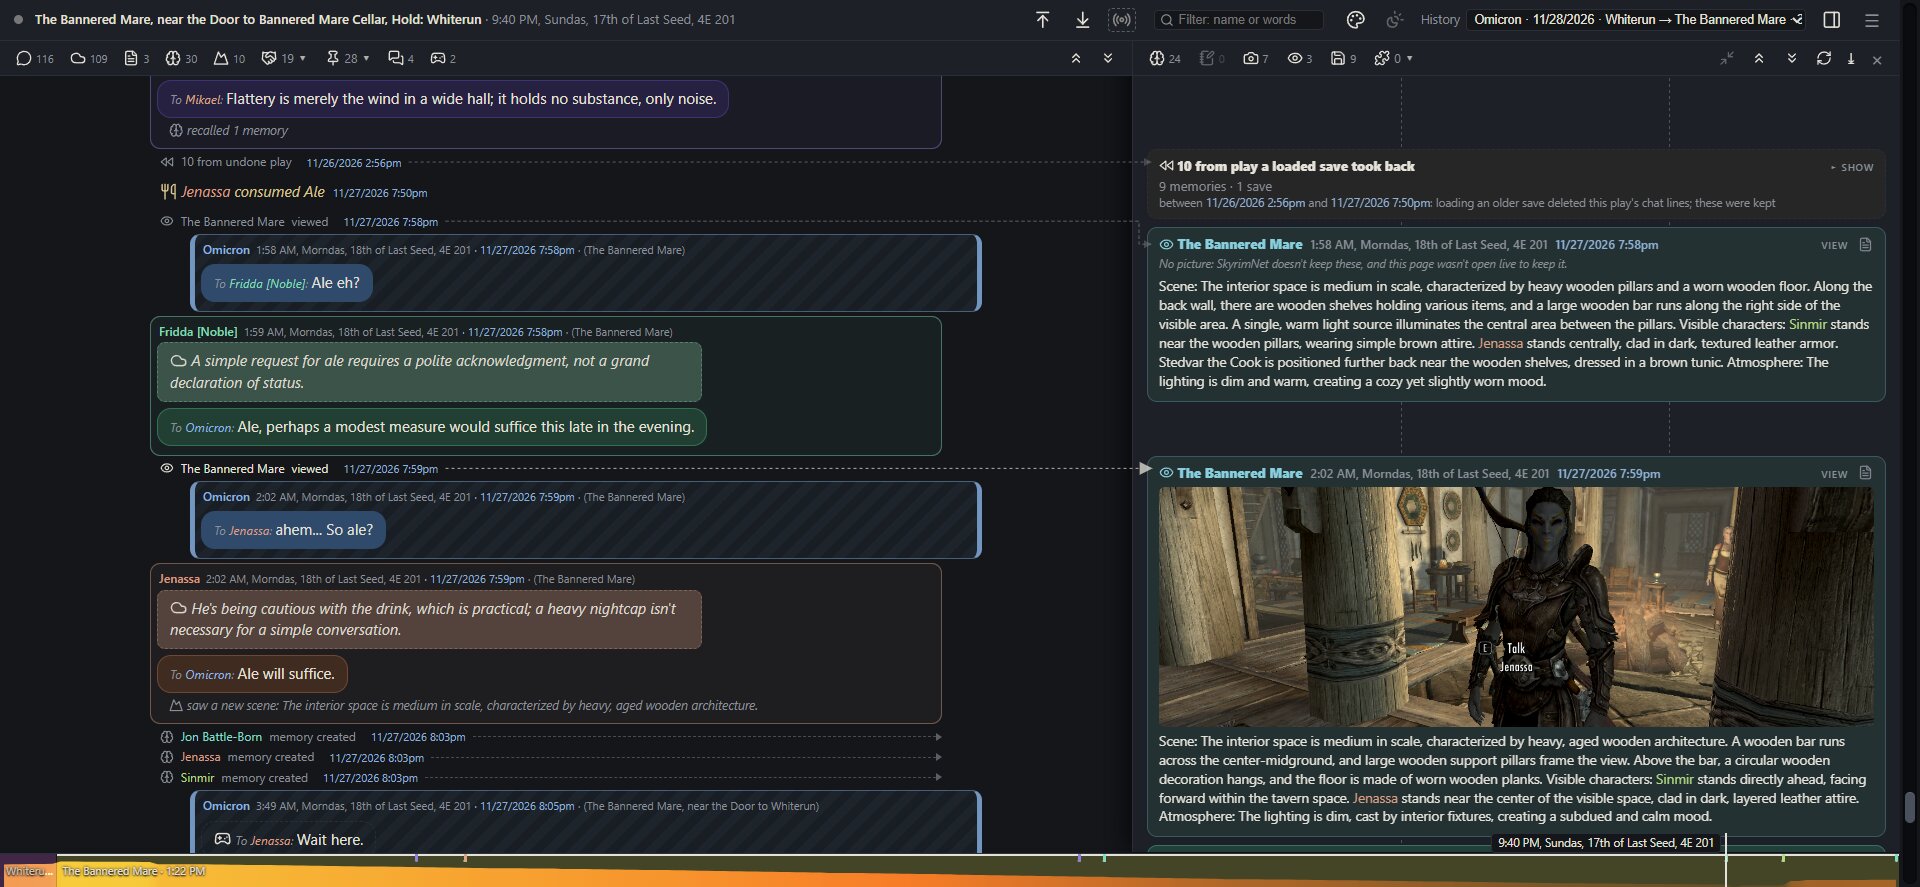 The Bannered Mare, near the Door to Bannered Mare Cellar, Hold: Whiterun · 9:40 PM, Sundas, 17th of Last Seed, 4E 201
Filter: name or words
History
Omicron · 11/28/2026 · Whiterun → The Bannered Mare
116 109 3 30 10 19 28 4 2
24 0 7 3 9 0
To Mikael: Flattery is merely the wind in a wide hall; it holds no substance, only noise.
recalled 1 memory
10 from undone play 11/26/2026 2:56pm
Jenassa consumed Ale 11/27/2026 7:50pm
The Bannered Mare viewed 11/27/2026 7:58pm
Omicron 1:58 AM, Morndas, 18th of Last Seed, 4E 201 · 11/27/2026 7:58pm · (The Bannered Mare)
To Fridda [Noble]: Ale eh?
Fridda [Noble] 1:59 AM, Morndas, 18th of Last Seed, 4E 201 · 11/27/2026 7:58pm · (The Bannered Mare)
A simple request for ale requires a polite acknowledgment, not a grand
declaration of status.
To Omicron: Ale, perhaps a modest measure would suffice this late in the evening.
The Bannered Mare viewed 11/27/2026 7:59pm
Omicron 2:02 AM, Morndas, 18th of Last Seed, 4E 201 · 11/27/2026 7:59pm · (The Bannered Mare)
To Jenassa: ahem... So ale?
Jenassa 2:02 AM, Morndas, 18th of Last Seed, 4E 201 · 11/27/2026 7:59pm · (The Bannered Mare)
He's being cautious with the drink, which is practical; a heavy nightcap isn't
necessary for a simple conversation.
To Omicron: Ale will suffice.
saw a new scene: The interior space is medium in scale, characterized by heavy, aged wooden architecture.
Jon Battle-Born memory created 11/27/2026 8:03pm
Jenassa memory created 11/27/2026 8:03pm
Sinmir memory created 11/27/2026 8:03pm
Omicron 3:49 AM, Morndas, 18th of Last Seed, 4E 201 · 11/27/2026 8:05pm · (The Bannered Mare, near the Door to Whiterun)
To Jenassa: Wait here.
10 from play a loaded save took back
SHOW
9 memories · 1 save
between 11/26/2026 2:56pm and 11/27/2026 7:50pm: loading an older save deleted this play's chat lines; these were kept
The Bannered Mare 1:58 AM, Morndas, 18th of Last Seed, 4E 201 11/27/2026 7:58pm
VIEW
No picture: SkyrimNet doesn't keep these, and this page wasn't open live to keep it.
Scene: The interior space is medium in scale, characterized by heavy wooden pillars and a worn wooden floor. Along the
back wall, there are wooden shelves holding various items, and a large wooden bar runs along the right side of the
visible area. A single, warm light source illuminates the central area between the pillars. Visible characters: Sinmir stands
near the wooden pillars, wearing simple brown attire. Jenassa stands centrally, clad in dark, textured leather armor.
Stedvar the Cook is positioned further back near the wooden shelves, dressed in a brown tunic. Atmosphere: The
lighting is dim and warm, creating a cozy yet slightly worn mood.
The Bannered Mare 2:02 AM, Morndas, 18th of Last Seed, 4E 201 11/27/2026 7:59pm
VIEW
E Talk
Jenassa
Scene: The interior space is medium in scale, characterized by heavy, aged wooden architecture. A wooden bar runs
across the center-midground, and large wooden support pillars frame the view. Above the bar, a circular wooden
decoration hangs, and the floor is made of worn wooden planks. Visible characters: Sinmir stands directly ahead, facing
forward within the tavern space. Jenassa stands near the center of the visible space, clad in dark, layered leather attire.
Atmosphere: The lighting is dim, cast by interior fixtures, creating a subdued and calm mood.
9:40 PM, Sundas, 17th of Last Seed, 4E 201
Whiteru... The Bannered Mare · 1:22 PM